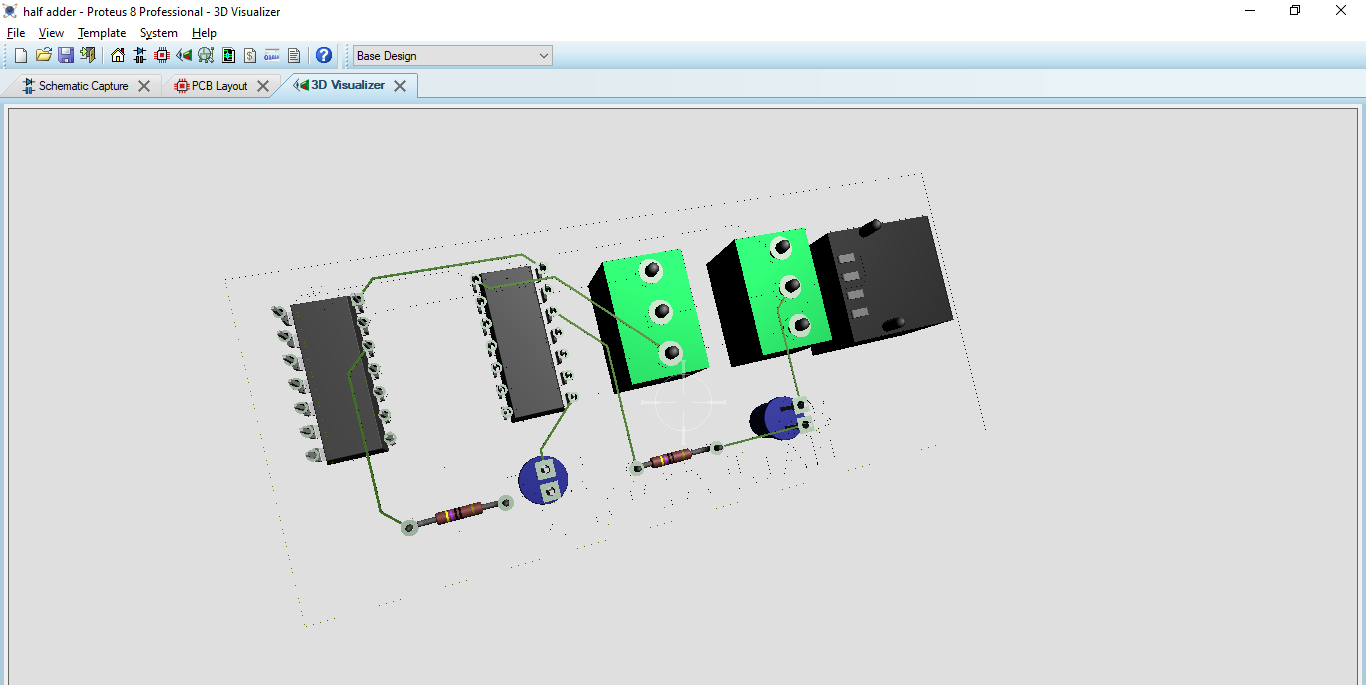 half adder - Proteus 8 Professional - 3D Visualizer
File View Template System Help
$ ? Base Design
Schematic Capture PCB Layout 3D Visualizer